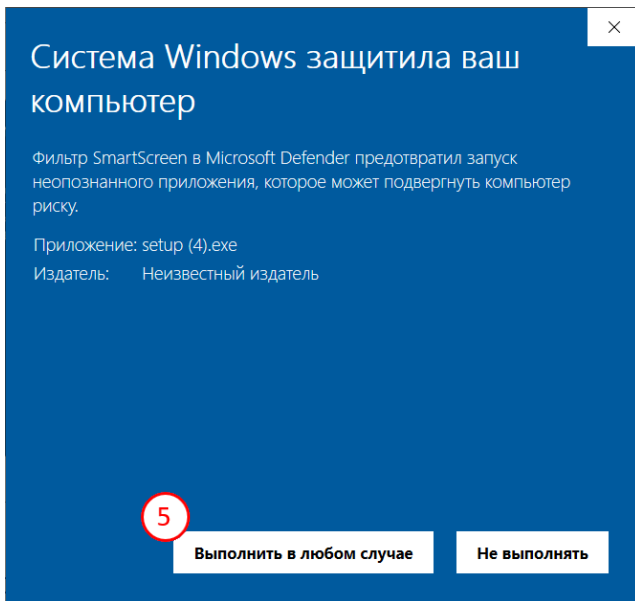 Система Windows защитила ваш
компьютер
Фильтр SmartScreen в Microsoft Defender предотвратил запуск
неопознанного приложения, которое может подвергнуть компьютер
риску.
Приложение: setup (4).exe
Издатель: Неизвестный издатель
5
Выполнить в любом случае Не выполнять